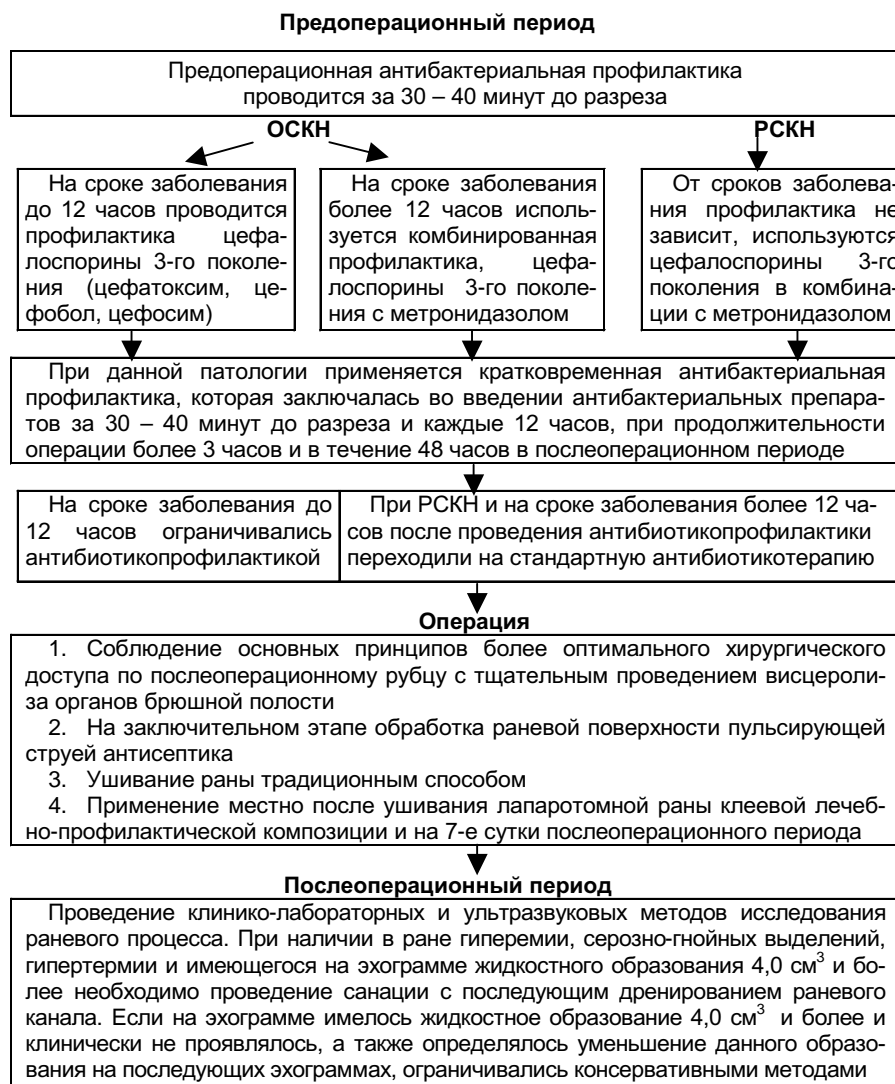 Предоперационный период
Предоперационная антибактериальная профилактика
проводится за 30 – 40 минут до разреза
ОСКН
РСКН
На сроке заболевания
до 12 часов проводится
профилактика цефа-
лоспорины 3-го поколе-
ния (цефатоксим, це-
фобол, цефосим)
На сроке заболевания
более 12 часов исполь-
зуется комбинированная
профилактика, цефа-
лоспорины 3-го поколе-
ния с метронидазолом
От сроков заболева-
ния профилактика не
зависит, используются
цефалоспорины 3-го
поколения в комбина-
ции с метронидазолом
При данной патологии применяется кратковременная антибактериальная
профилактика, которая заключалась во введении антибактериальных препара-
тов за 30 – 40 минут до разреза и каждые 12 часов, при продолжительности
операции более 3 часов и в течение 48 часов в послеоперационном периоде
На сроке заболевания до
12 часов ограничивались
антибиотикопрофилактикой
При РСКН и на сроке заболевания более 12 ча-
сов после проведения антибиотикопрофилактики
переходили на стандартную антибиотикотерапию
Операция
1. Соблюдение основных принципов более оптимального хирургического
доступа по послеоперационному рубцу с тщательным проведением висцероли-
за органов брюшной полости
2. На заключительном этапе обработка раневой поверхности пульсирующей
струей антисептика
3. Ушивание раны традиционным способом
4. Применение местно после ушивания лапаротомной раны клеевой лечеб-
но-профилактической композиции и на 7-е сутки послеоперационного периода
Послеоперационный период
Проведение клинико-лабораторных и ультразвуковых методов исследования
раневого процесса. При наличии в ране гиперемии, серозно-гнойных выделений,
гипертермии и имеющегося на эхограмме жидкостного образования 4,0 см³ и бо-
лее необходимо проведение санации с последующим дренированием раневого
канала. Если на эхограмме имелось жидкостное образование 4,0 см³ и более и
клинически не проявлялось, а также определялось уменьшение данного образо-
вания на последующих эхограммах, ограничивались консервативными методами